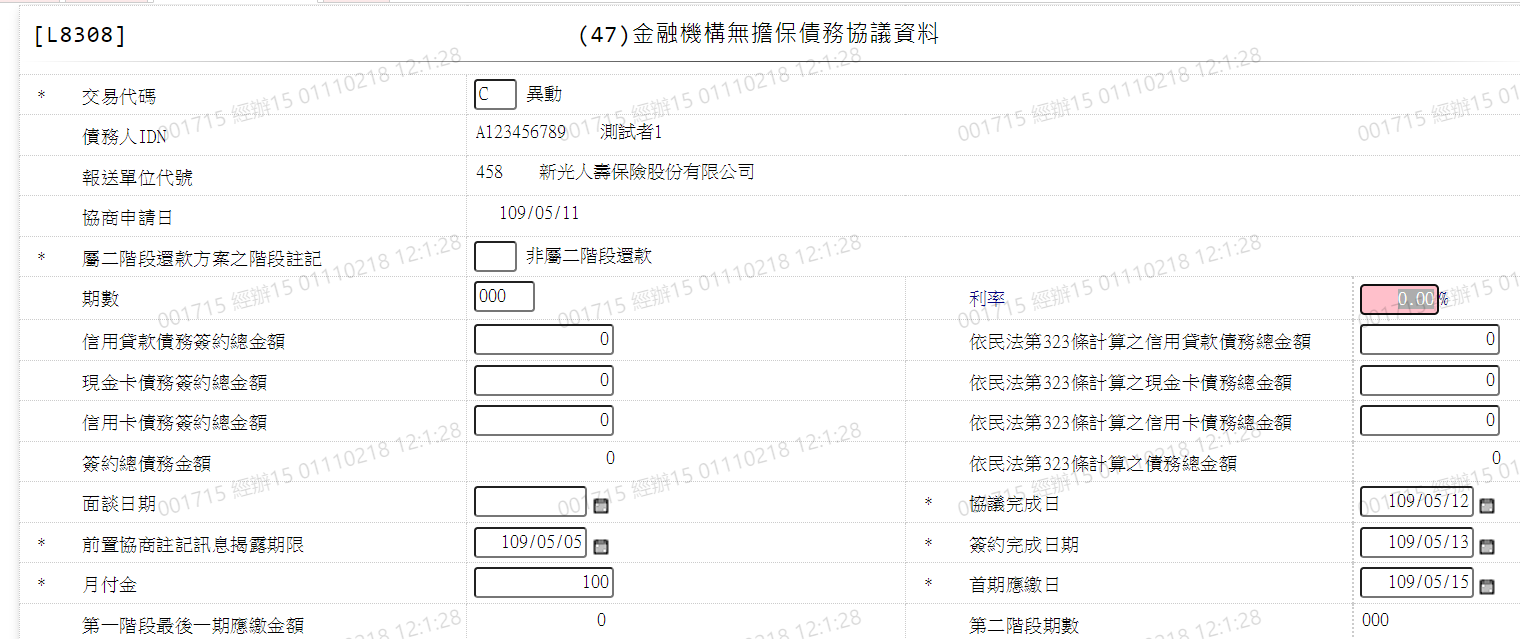 [L8308] (47)金融機構無擔保債務協議資料
* 交易代碼 C 異動
債務人IDN A123456789 測試者1
報送單位代號 458 新光人壽保險股份有限公司
協商申請日 109/05/11
* 屬二階段還款方案之階段註記 非屬二階段還款
期數 000 利率 0.00%
信用貸款債務簽約總金額 0 依民法第323條計算之信用貸款債務總金額 0
現金卡債務簽約總金額 0 依民法第323條計算之現金卡債務總金額 0
信用卡債務簽約總金額 0 依民法第323條計算之信用卡債務總金額 0
簽約總債務金額 0 依民法第323條計算之債務總金額 0
面談日期 * 協議完成日 109/05/12
* 前置協商註記訊息揭露期限 109/05/05 * 簽約完成日期 109/05/13
* 月付金 100 * 首期應繳日 109/05/15
第一階段最後一期應繳金額 0 第二階段期數 000
001715 經辦15 01110218 12:1:28